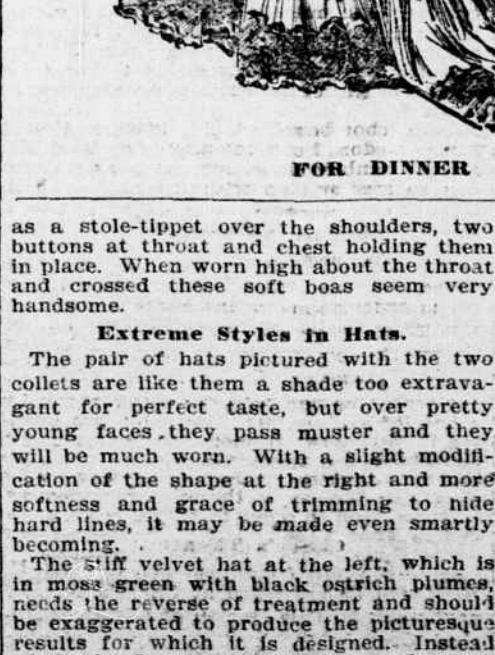 FOR DINNER
as a stole-tippet over the shoulders, two
buttons at throat and chest holding them
in place. When worn high about the throat
and crossed these soft boas seem very
handsome.
Extreme Styles in Hats.
The pair of hats pictured with the two
collets are like them a shade too extrava-
gant for perfect taste, but over pretty
young faces they pass muster and they
will be much worn. With a slight modifi-
cation of the shape at the right and more
softness and grace of trimming to hide
hard lines, it may be made even smartly
becoming.
The stiff velvet hat at the left, which is
in moss green with black ostrich plumes,
needs the reverse of treatment and should
be exaggerated to produce the picturesque
results for which it is designed. Instead